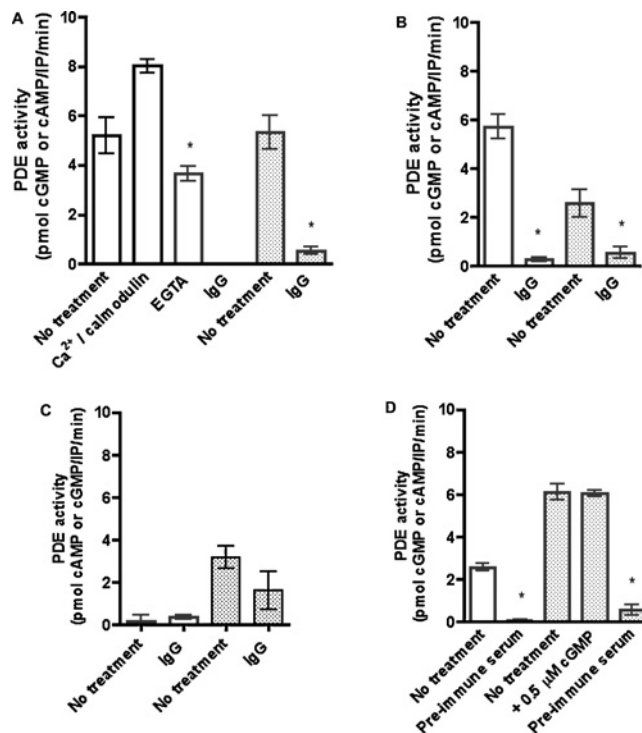 A
PDE activity
(pmol cGMP or cAMP/IP/min)
10
8
6
4
2
0
*
*
No treatment
Ca²⁺ / calmodulin
EGTA
IgG
No treatment
IgG
B
PDE activity
(pmol cGMP or cAMP/IP/min)
10
8
6
4
2
0
*
*
No treatment
IgG
No treatment
IgG
C
PDE activity
(pmol cAMP or cGMP/IP/min)
10
8
6
4
2
0
No treatment
IgG
No treatment
IgG
D
PDE activity
(pmol cGMP or cAMP/IP/min)
10
8
6
4
2
0
*
*
No treatment
Pre-immune serum
No treatment
+ 0.5 µM cGMP
Pre-immune serum